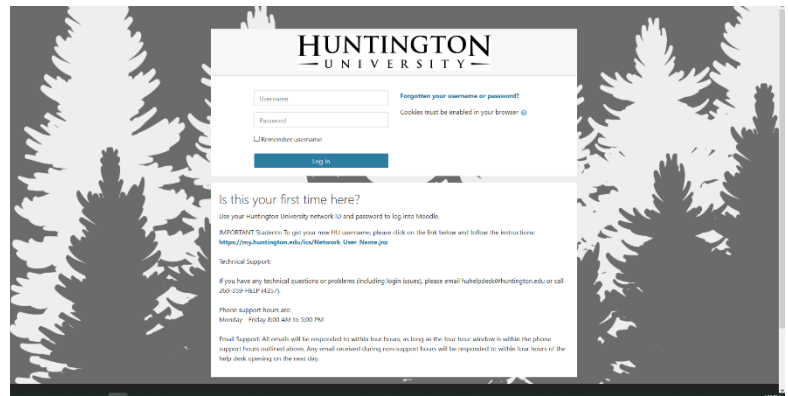 HUNTINGTON
UNIVERSITY
Username
Forgotten your username or password?
Cookies must be enabled in your browser
Password
Remember username
Log in
Is this your first time here?
Use your Huntington University network ID and password to log into Moodle.
IMPORTANT Students: To get your new HU username, please click on the link below and follow the instructions:
https://my.huntington.edu/ics/Network_User_Name.jnz
Technical Support:
If you have any technical questions or problems (including login issues), please email huhelpdesk@huntington.edu or call
260-359-HELP (4357).
Phone support hours are:
Monday - Friday 8:00 AM to 5:00 PM
Email Support: All emails will be responded to within four hours, as long as the four hour window is within the phone
support hours outlined above. Any email received during non-support hours will be responded to within four hours of the
help desk opening on the next day.